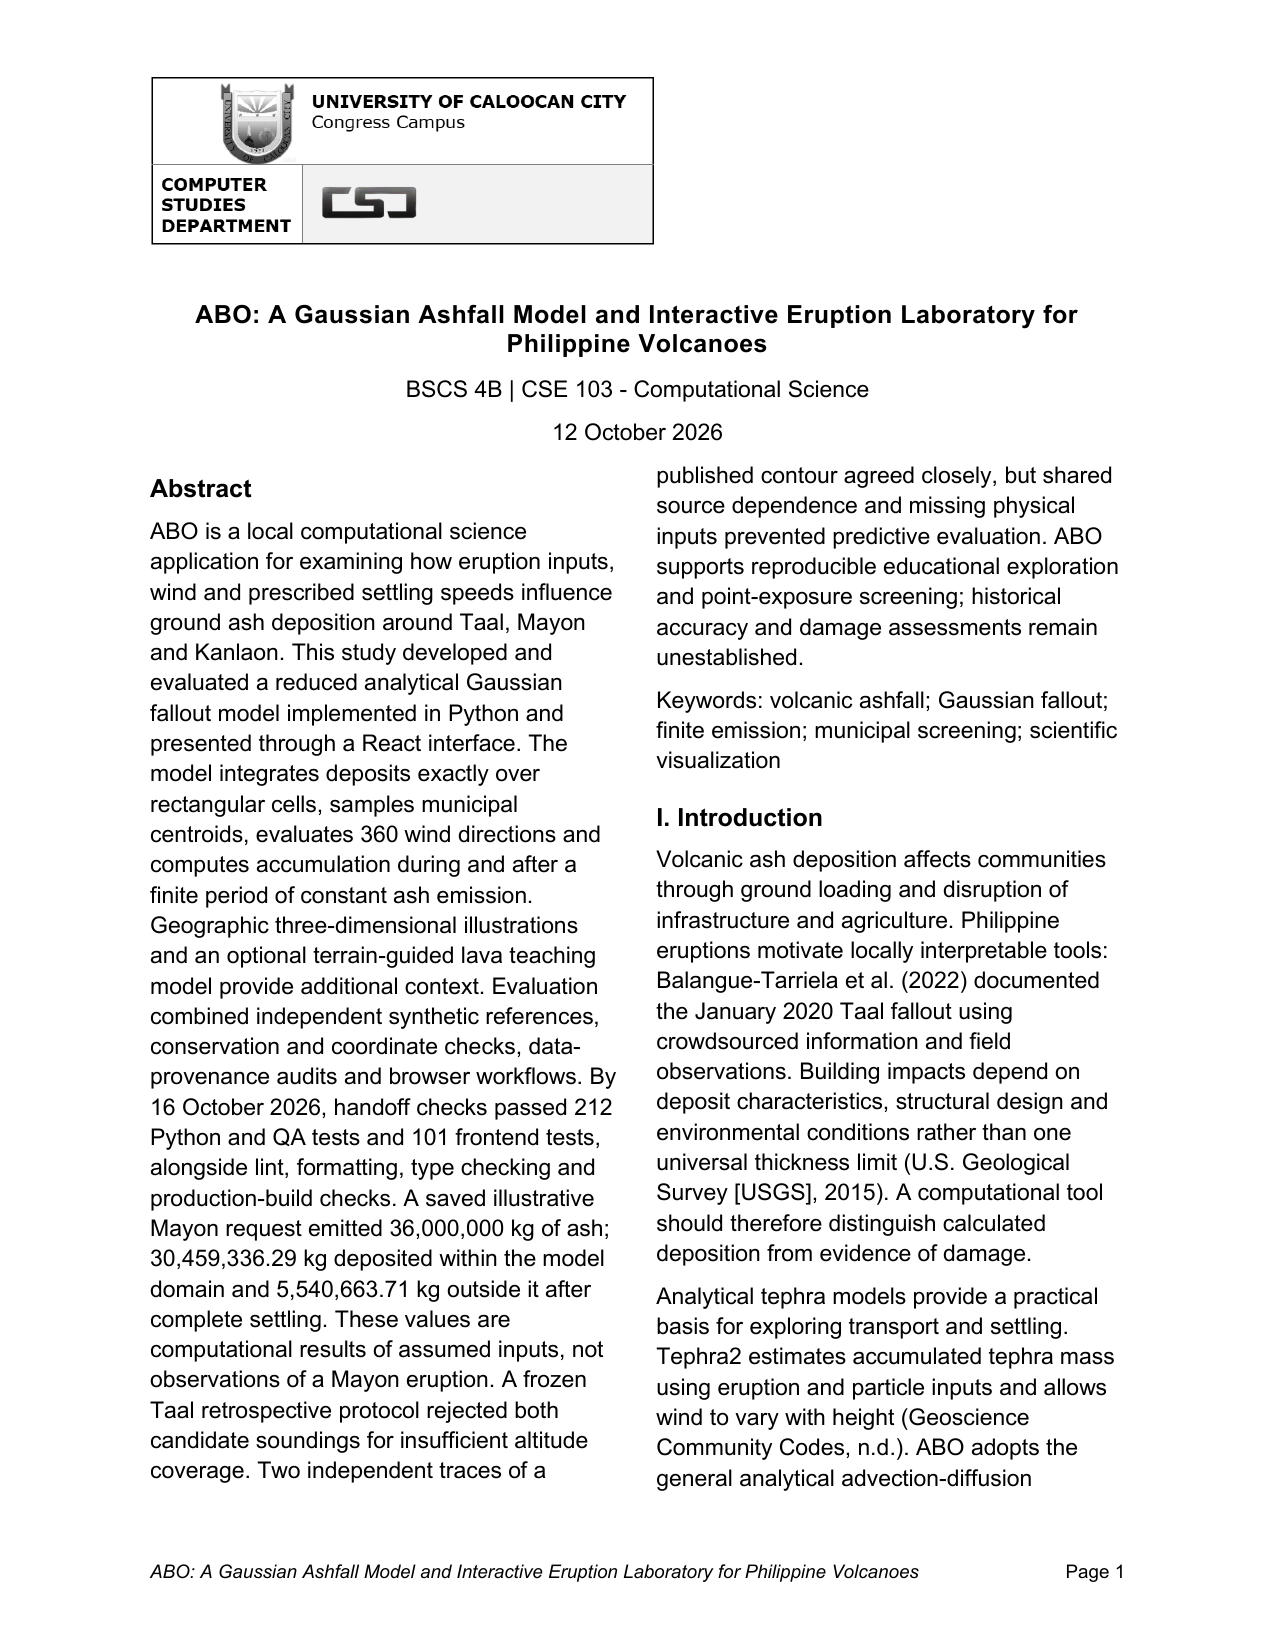 UNIVERSITY OF CALOOCAN CITY
Congress Campus
COMPUTER
STUDIES
DEPARTMENT
ABO: A Gaussian Ashfall Model and Interactive Eruption Laboratory for
Philippine Volcanoes
BSCS 4B | CSE 103 - Computational Science
12 October 2026
Abstract
ABO is a local computational science
application for examining how eruption inputs,
wind and prescribed settling speeds influence
ground ash deposition around Taal, Mayon
and Kanlaon. This study developed and
evaluated a reduced analytical Gaussian
fallout model implemented in Python and
presented through a React interface. The
model integrates deposits exactly over
rectangular cells, samples municipal
centroids, evaluates 360 wind directions and
computes accumulation during and after a
finite period of constant ash emission.
Geographic three-dimensional illustrations
and an optional terrain-guided lava teaching
model provide additional context. Evaluation
combined independent synthetic references,
conservation and coordinate checks, data-
provenance audits and browser workflows. By
16 October 2026, handoff checks passed 212
Python and QA tests and 101 frontend tests,
alongside lint, formatting, type checking and
production-build checks. A saved illustrative
Mayon request emitted 36,000,000 kg of ash;
30,459,336.29 kg deposited within the model
domain and 5,540,663.71 kg outside it after
complete settling. These values are
computational results of assumed inputs, not
observations of a Mayon eruption. A frozen
Taal retrospective protocol rejected both
candidate soundings for insufficient altitude
coverage. Two independent traces of a
published contour agreed closely, but shared
source dependence and missing physical
inputs prevented predictive evaluation. ABO
supports reproducible educational exploration
and point-exposure screening; historical
accuracy and damage assessments remain
unestablished.
Keywords: volcanic ashfall; Gaussian fallout;
finite emission; municipal screening; scientific
visualization
I. Introduction
Volcanic ash deposition affects communities
through ground loading and disruption of
infrastructure and agriculture. Philippine
eruptions motivate locally interpretable tools:
Balangue-Tarriela et al. (2022) documented
the January 2020 Taal fallout using
crowdsourced information and field
observations. Building impacts depend on
deposit characteristics, structural design and
environmental conditions rather than one
universal thickness limit (U.S. Geological
Survey [USGS], 2015). A computational tool
should therefore distinguish calculated
deposition from evidence of damage.
Analytical tephra models provide a practical
basis for exploring transport and settling.
Tephra2 estimates accumulated tephra mass
using eruption and particle inputs and allows
wind to vary with height (Geoscience
Community Codes, n.d.). ABO adopts the
general analytical advection-diffusion
ABO: A Gaussian Ashfall Model and Interactive Eruption Laboratory for Philippine Volcanoes
Page 1